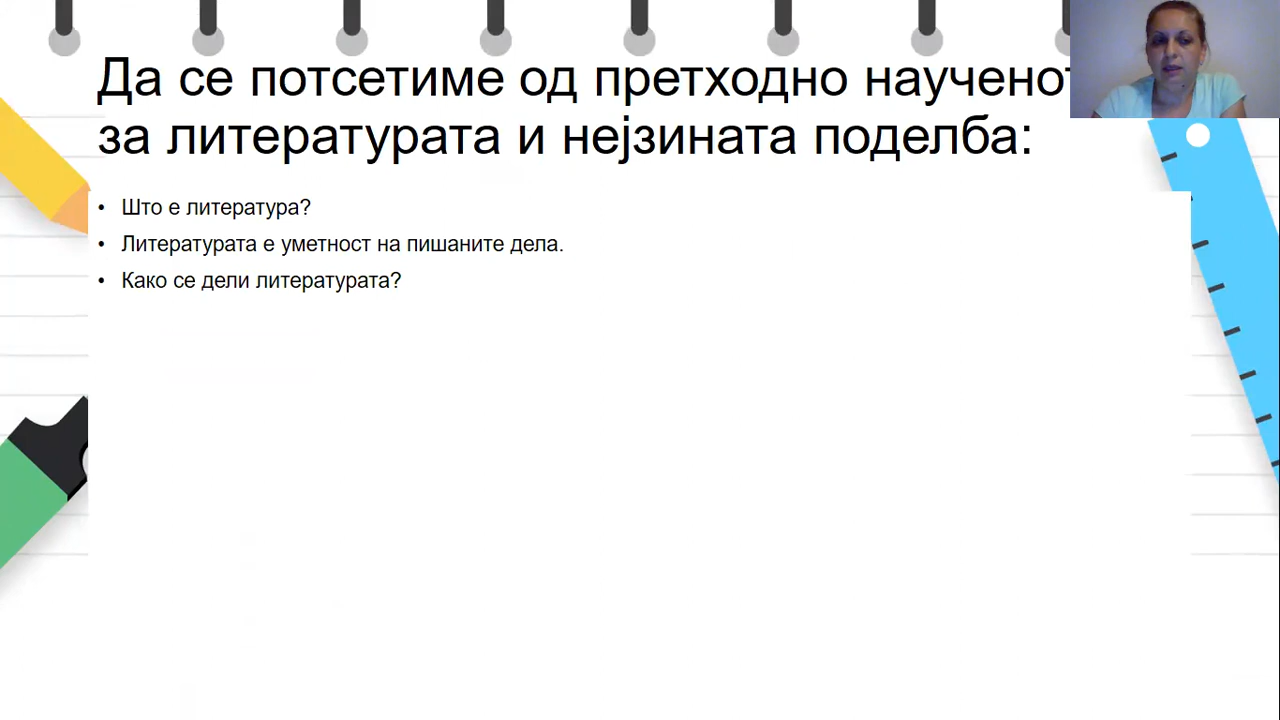 Да се потсетиме од претходно научено
за литературата и нејзината поделба:
• Што е литература?
• Литературата е уметност на пишаните дела.
• Како се дели литературата?